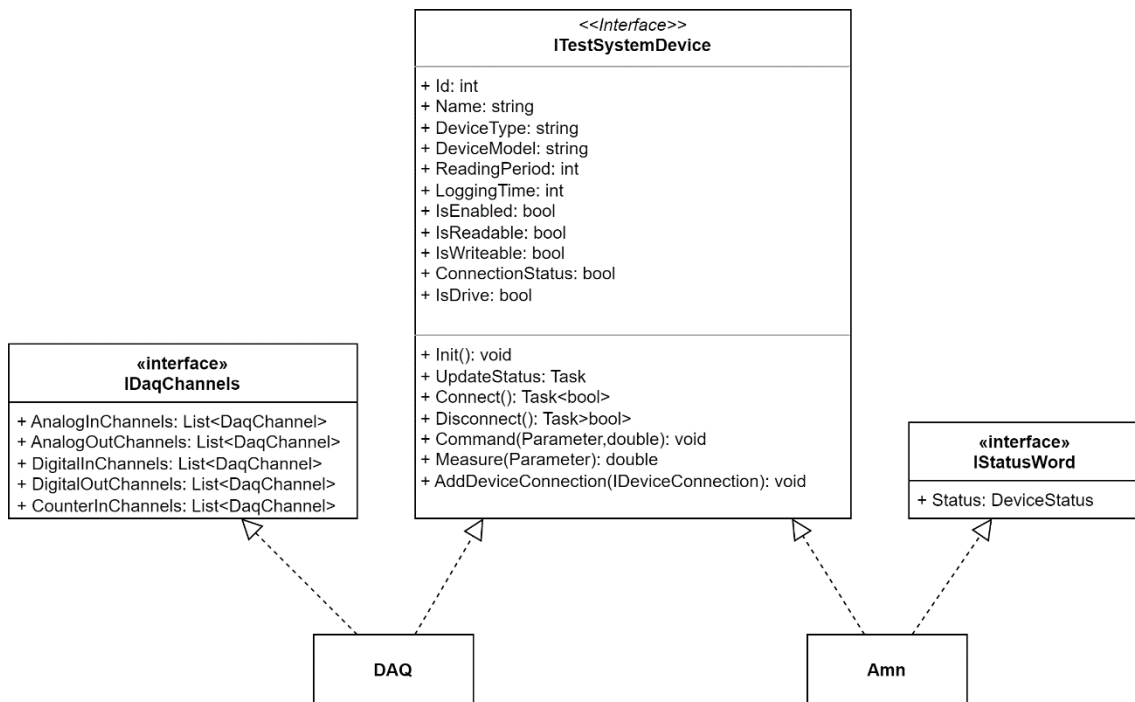 <<Interface>>
ITestSystemDevice
+ Id: int
+ Name: string
+ DeviceType: string
+ DeviceModel: string
+ ReadingPeriod: int
+ LoggingTime: int
+ IsEnabled: bool
+ IsReadable: bool
+ IsWriteable: bool
+ ConnectionStatus: bool
+ IsDrive: bool
+ Init(): void
+ UpdateStatus: Task
+ Connect(): Task<bool>
+ Disconnect(): Task>bool>
+ Command(Parameter,double): void
+ Measure(Parameter): double
+ AddDeviceConnection(IDeviceConnection): void
«interface»
IDaqChannels
+ AnalogInChannels: List<DaqChannel>
+ AnalogOutChannels: List<DaqChannel>
+ DigitalInChannels: List<DaqChannel>
+ DigitalOutChannels: List<DaqChannel>
+ CounterInChannels: List<DaqChannel>
«interface»
IStatusWord
+ Status: DeviceStatus
DAQ
Amn